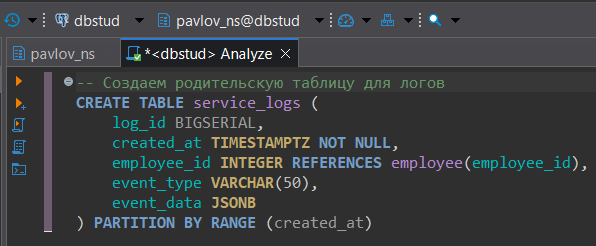 dbstud
pavlov_ns@dbstud
pavlov_ns
*<dbstud> Analyze
-- Создаем родительскую таблицу для логов
CREATE TABLE service_logs (
log_id BIGSERIAL,
created_at TIMESTAMPTZ NOT NULL,
employee_id INTEGER REFERENCES employee(employee_id),
event_type VARCHAR(50),
event_data JSONB
) PARTITION BY RANGE (created_at)